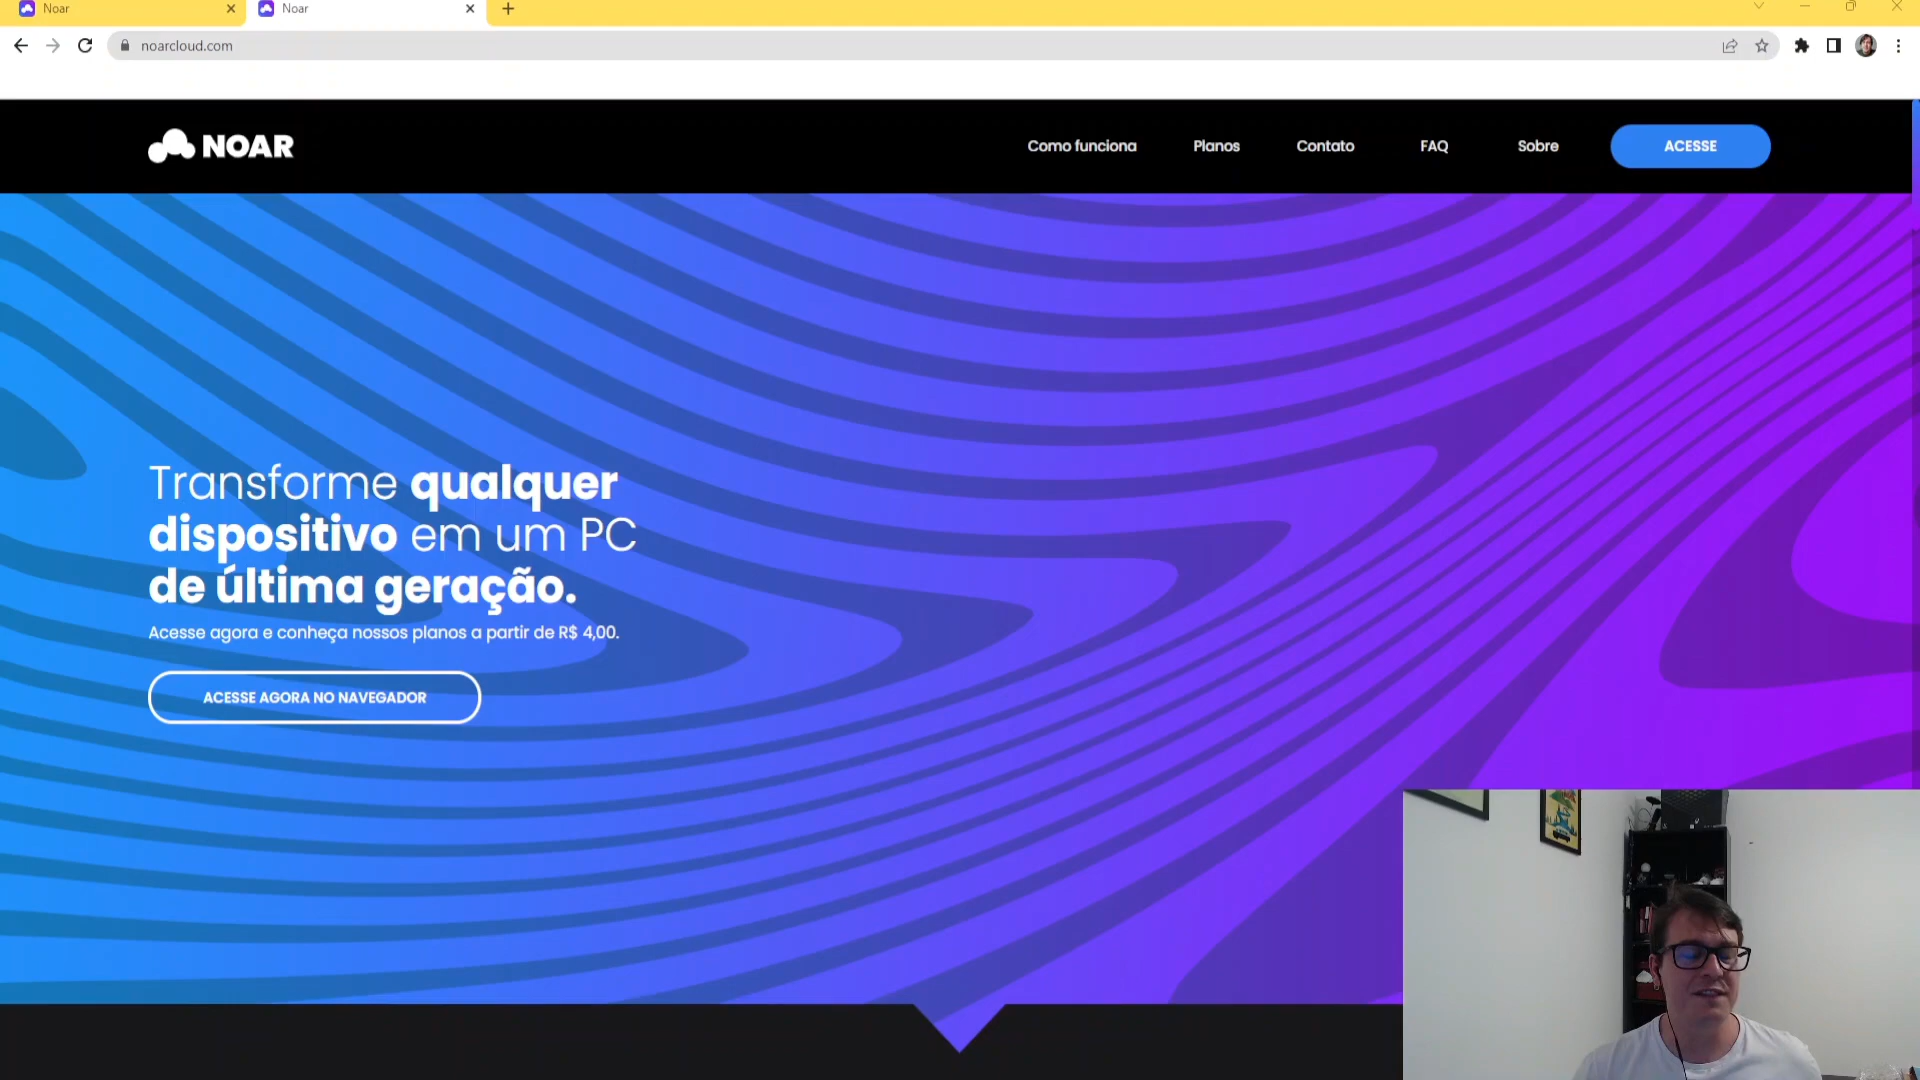 Noar
Noar
noarcloud.com
NOAR
Como funciona
Planos
Contato
FAQ
Sobre
ACESSE
Transforme qualquer
dispositivo em um PC
de última geração.
Acesse agora e conheça nossos planos a partir de R$ 4,00.
ACESSE AGORA NO NAVEGADOR